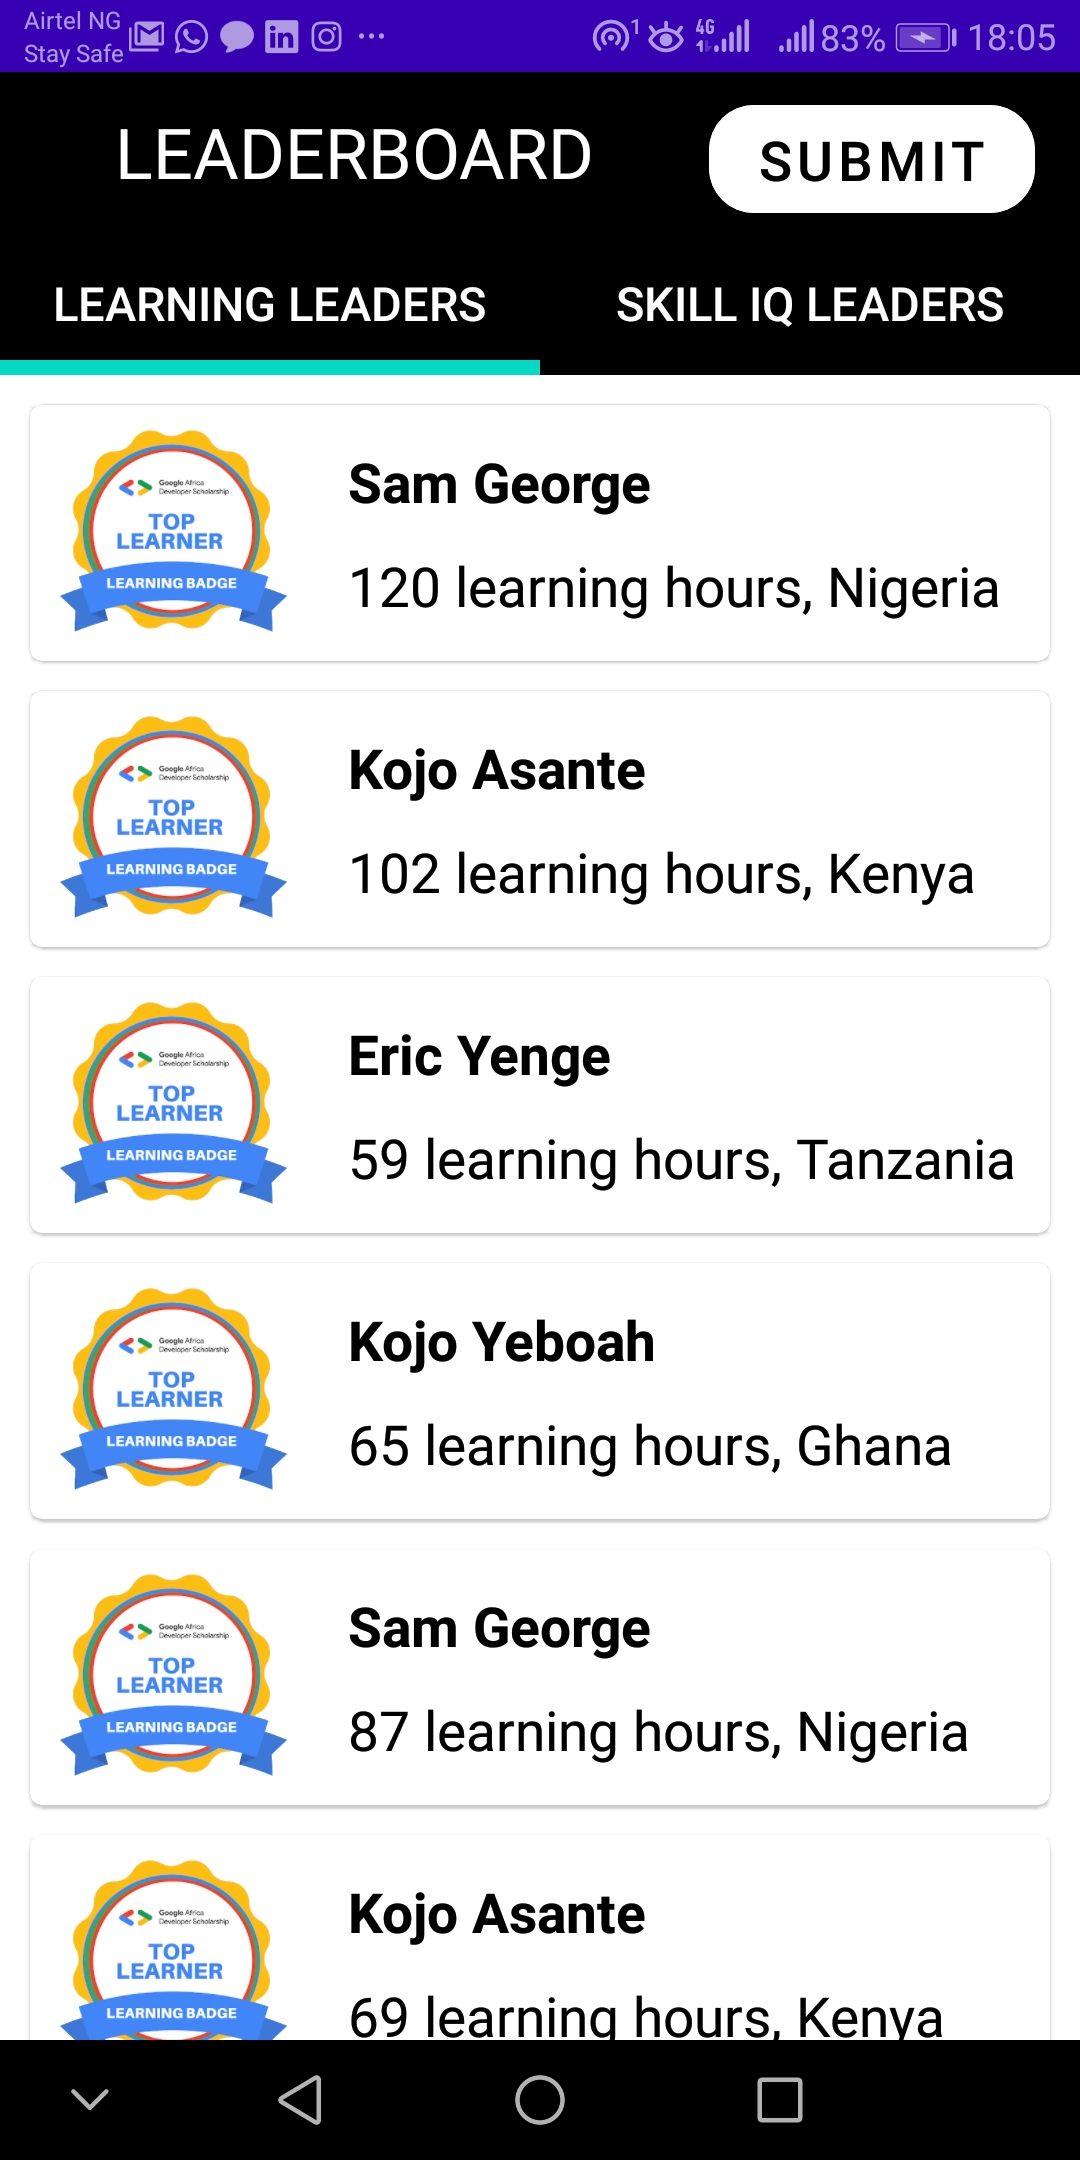 Airtel NG
Stay Safe
1 4G 83% 18:05
LEADERBOARD
SUBMIT
LEARNING LEADERS
SKILL IQ LEADERS
Google Africa
Developer Scholarship
TOP
LEARNER
LEARNING BADGE
Sam George
120 learning hours, Nigeria
Google Africa
Developer Scholarship
TOP
LEARNER
LEARNING BADGE
Kojo Asante
102 learning hours, Kenya
Google Africa
Developer Scholarship
TOP
LEARNER
LEARNING BADGE
Eric Yenge
59 learning hours, Tanzania
Google Africa
Developer Scholarship
TOP
LEARNER
LEARNING BADGE
Kojo Yeboah
65 learning hours, Ghana
Google Africa
Developer Scholarship
TOP
LEARNER
LEARNING BADGE
Sam George
87 learning hours, Nigeria
Google Africa
Developer Scholarship
TOP
LEARNER
LEARNING BADGE
Kojo Asante
69 learning hours, Kenya